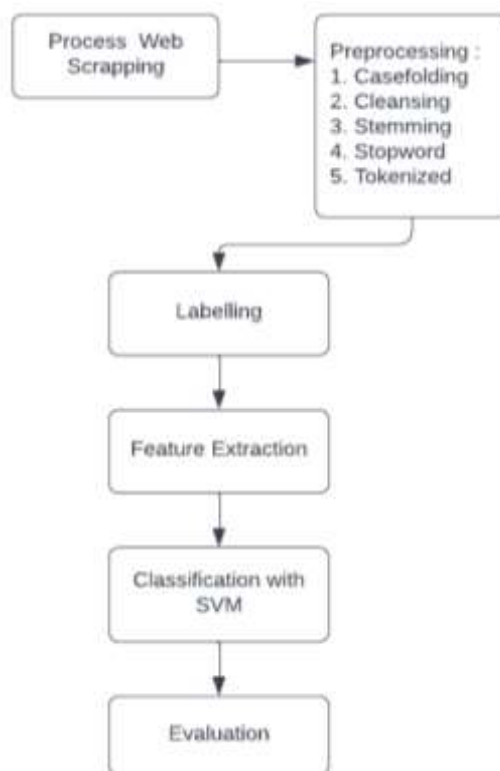 Process Web
Scrapping
Preprocessing :
1. Casefolding
2. Cleansing
3. Stemming
4. Stopword
5. Tokenized
Labelling
Feature Extraction
Classification with
SVM
Evaluation